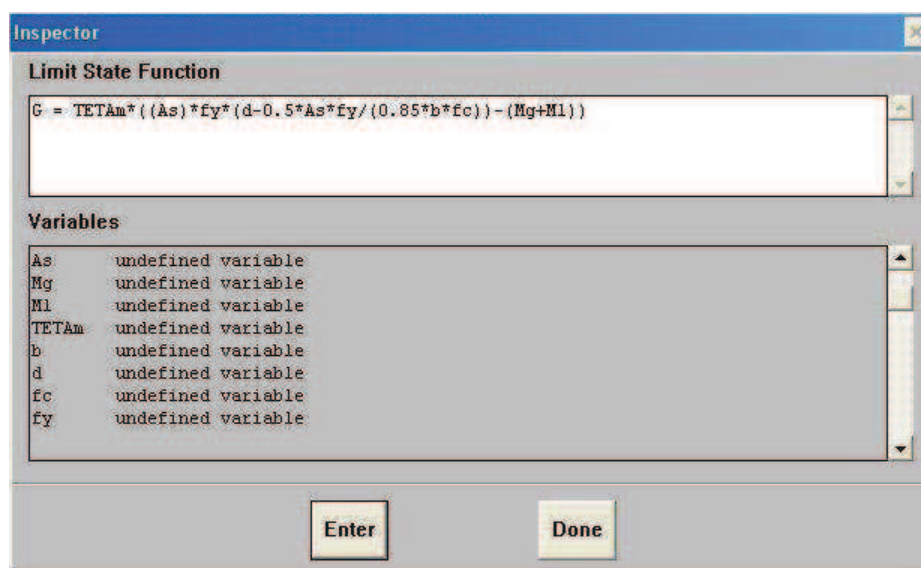 Inspector
Limit State Function
G = TETAm*((As)*fy*(d-0.5*As*fy/(0.85*b*fc))-(Mg+Ml))
Variables
As undefined variable
Mg undefined variable
Ml undefined variable
TETAm undefined variable
b undefined variable
d undefined variable
fc undefined variable
fy undefined variable
Enter Done